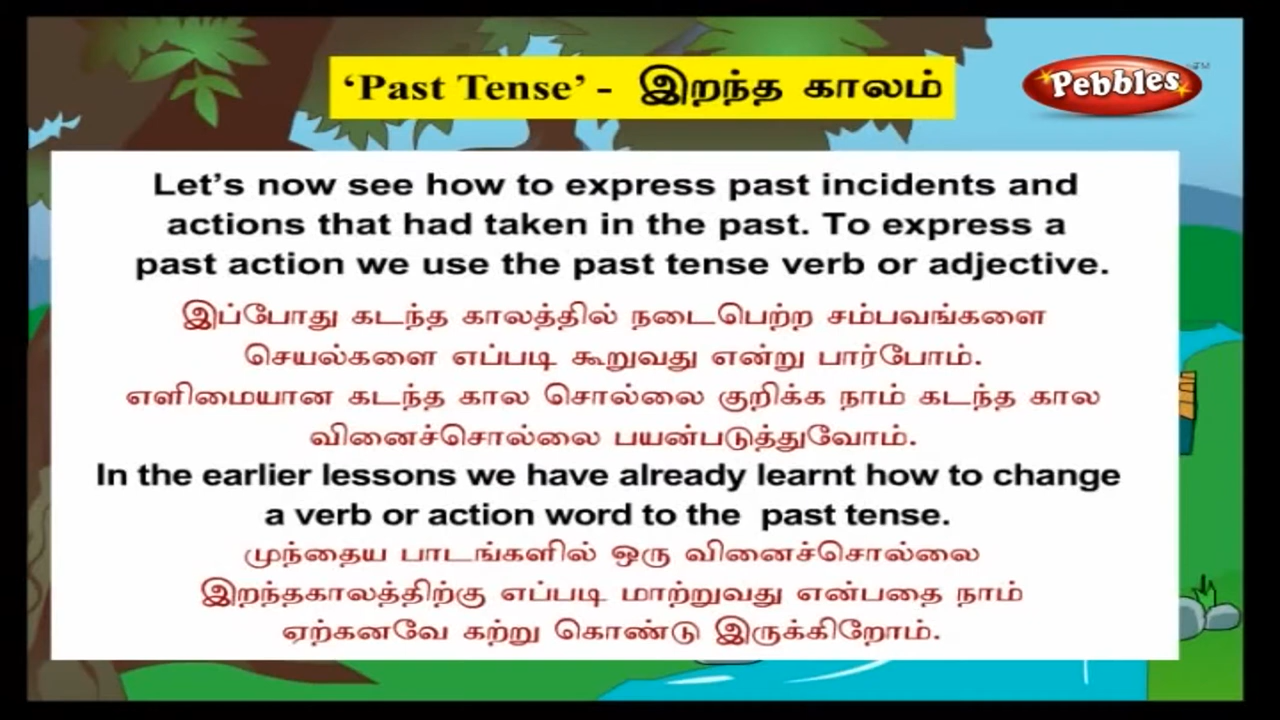 ‘Past Tense’ - இறந்த காலம்
Pebbles™
Let’s now see how to express past incidents and
actions that had taken in the past. To express a
past action we use the past tense verb or adjective.
இப்போது கடந்த காலத்தில் நடைபெற்ற சம்பவங்களை
செயல்களை எப்படி கூறுவது என்று பார்போம்.
எளிமையான கடந்த கால சொல்லை குறிக்க நாம் கடந்த கால
வினைச்சொல்லை பயன்படுத்துவோம்.
In the earlier lessons we have already learnt how to change
a verb or action word to the past tense.
முந்தைய பாடங்களில் ஒரு வினைச்சொல்லை
இறந்தகாலத்திற்கு எப்படி மாற்றுவது என்பதை நாம்
ஏற்கனவே கற்று கொண்டு இருக்கிறோம்.